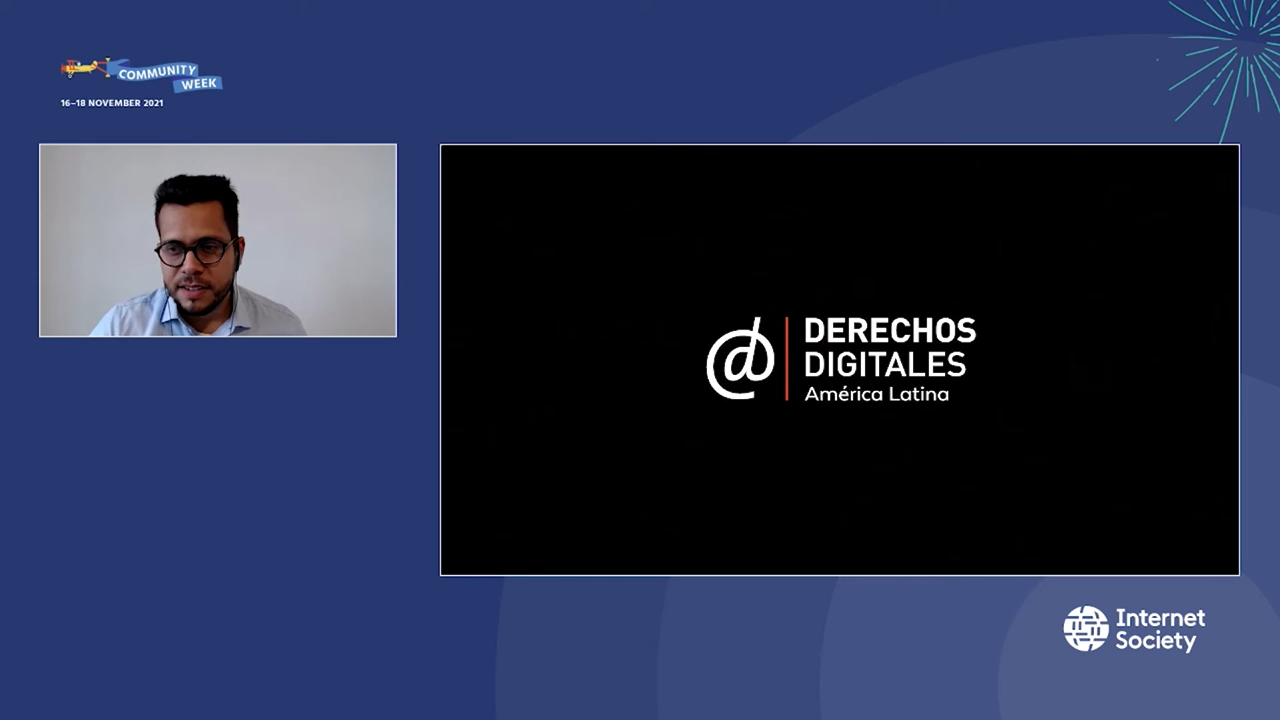 COMMUNITY
WEEK
16–18 NOVEMBER 2021
DERECHOS
DIGITALES
América Latina
Internet
Society